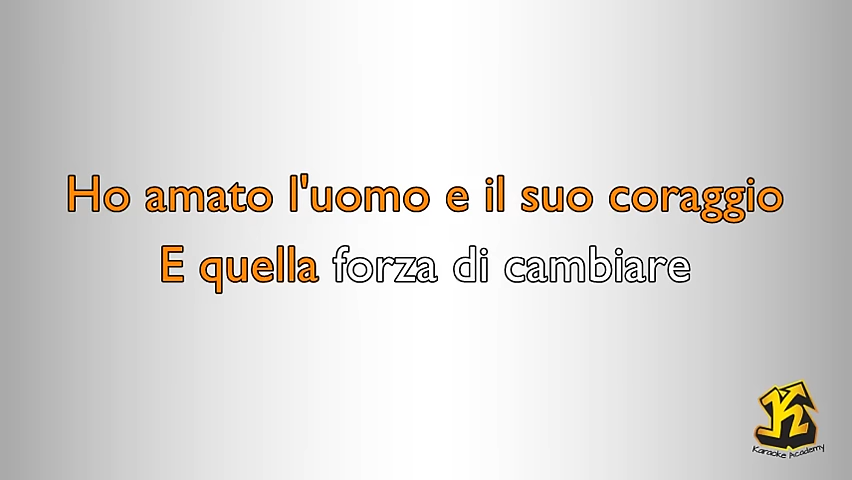 Ho amato l'uomo e il suo coraggio
E quella forza di cambiare
K
Karaoke Academy